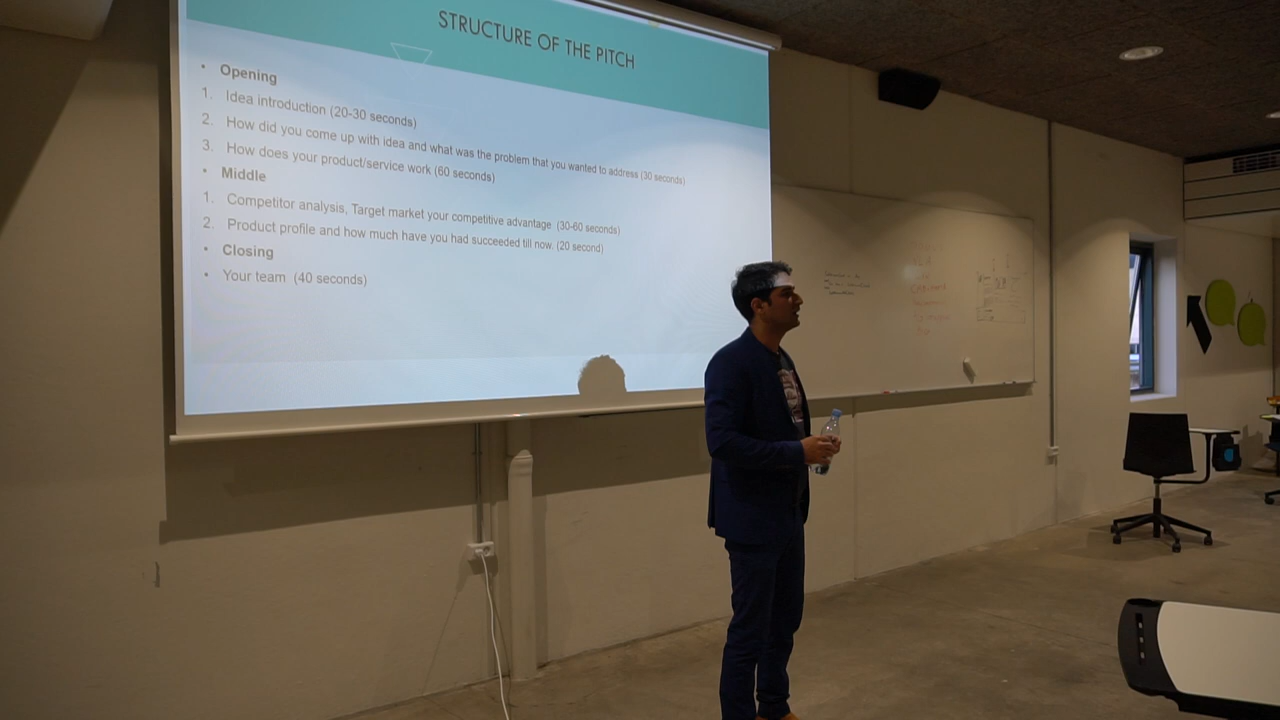 STRUCTURE OF THE PITCH
• Opening
1. Idea introduction (20-30 seconds)
2. How did you come up with idea and what was the problem that you wanted to address (30 seconds)
3. How does your product/service work (60 seconds)
• Middle
1. Competitor analysis, Target market your competitive advantage (30-60 seconds)
2. Product profile and how much have you had succeeded till now. (20 second)
• Closing
• Your team (40 seconds)